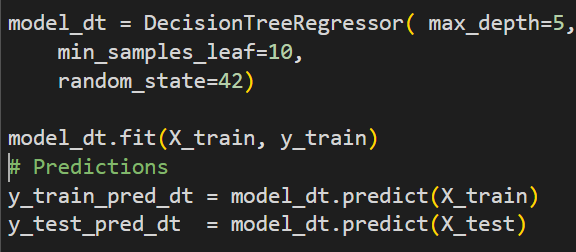 model_dt = DecisionTreeRegressor( max_depth=5,
    min_samples_leaf=10,
    random_state=42)

model_dt.fit(X_train, y_train)
# Predictions
y_train_pred_dt = model_dt.predict(X_train)
y_test_pred_dt  = model_dt.predict(X_test)